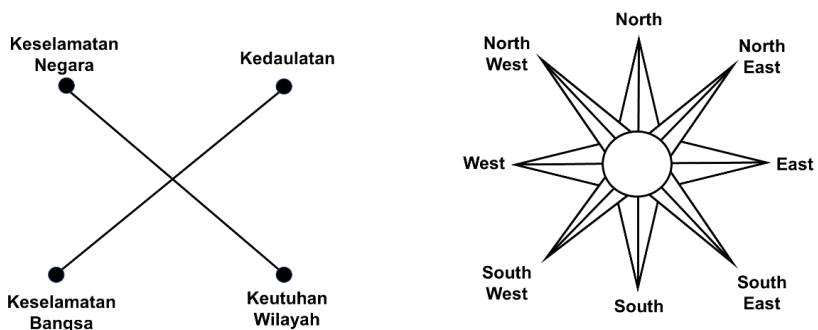 Keselamatan
Negara
Kedaulatan
Keselamatan
Bangsa
Keutuhan
Wilayah
North
North
West
North
East
West
East
South
West
South
East
South